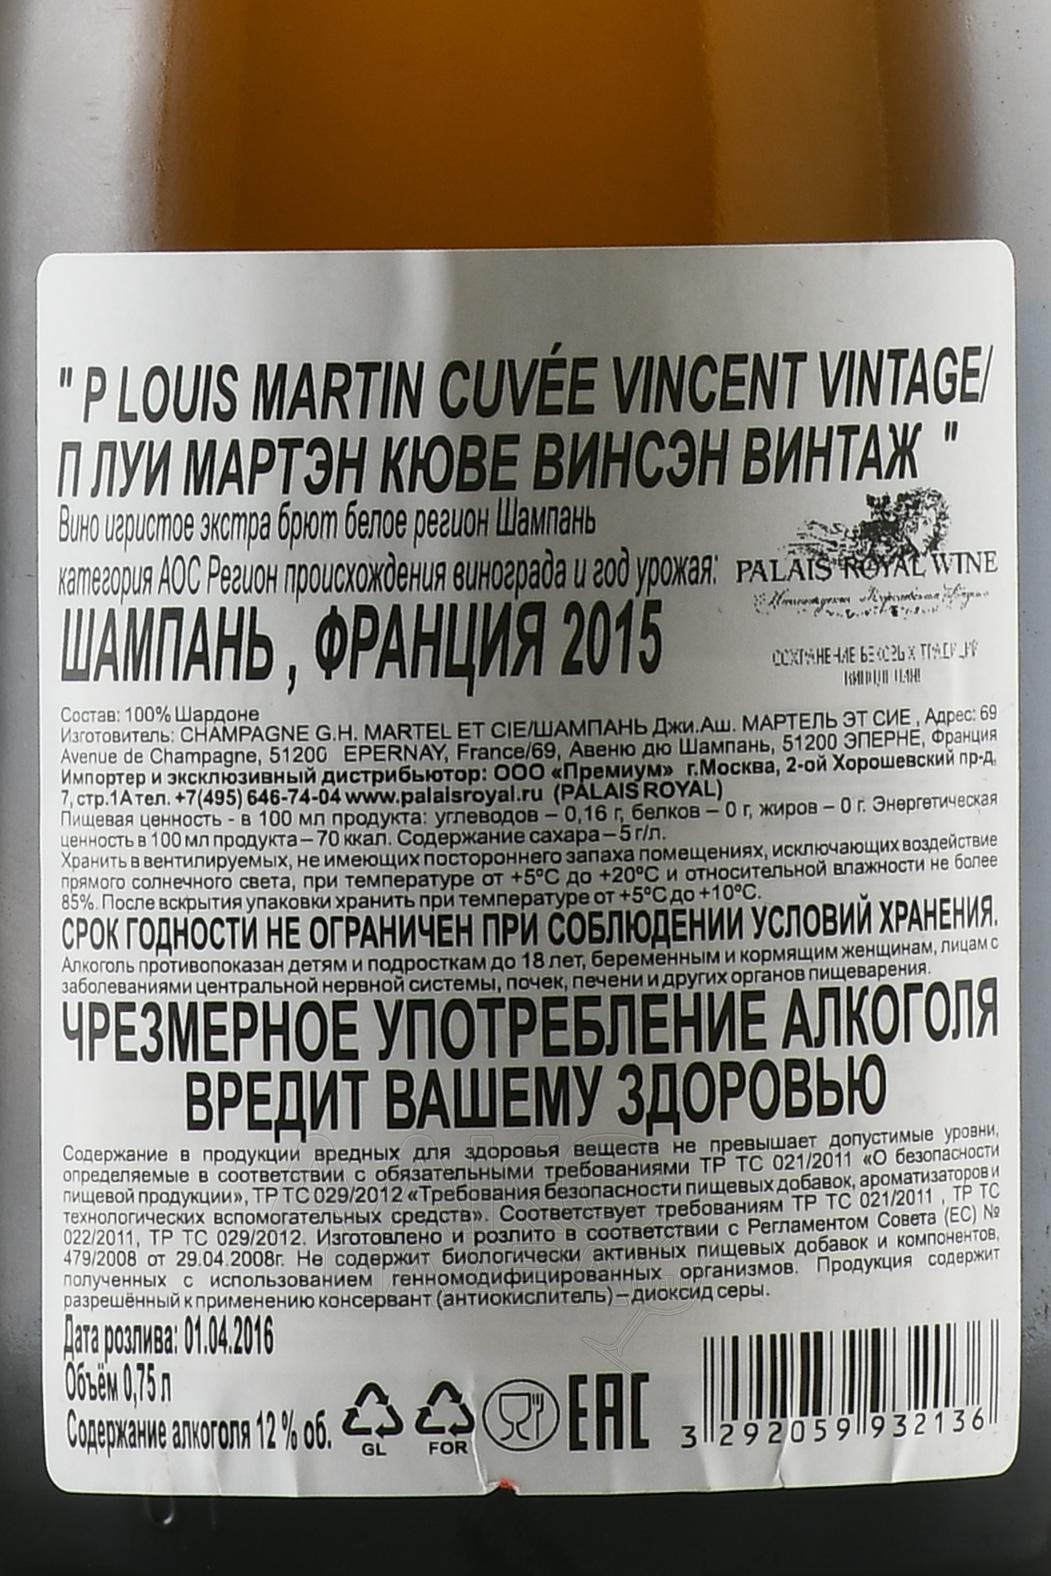 " P LOUIS MARTIN CUVÉE VINCENT VINTAGE/
П ЛУИ МАРТЭН КЮВЕ ВИНСЭН ВИНТАЖ "
Вино игристое экстра брют белое регион Шампань
категория АОС Регион происхождения винограда и год урожая:
PALAIS ROYAL WINE
ШАМПАНЬ , ФРАНЦИЯ 2015
Состав: 100% Шардоне
Изготовитель: CHAMPAGNE G.H. MARTEL ET CIE/ШАМПАНЬ Джи.Аш. МАРТЕЛЬ ЭТ СИЕ , Адрес: 69
Avenue de Champagne, 51200 EPERNAY, France/69, Авеню дю Шампань, 51200 ЭПЕРНЕ, Франция
Импортер и эксклюзивный дистрибьютор: ООО «Премиум» г.Москва, 2-ой Хорошевский пр-д,
7, стр.1А тел. +7(495) 646-74-04 www.palaisroyal.ru (PALAIS ROYAL)
Пищевая ценность - в 100 мл продукта: углеводов – 0,16 г, белков – 0 г, жиров – 0 г. Энергетическая
ценность в 100 мл продукта – 70 ккал. Содержание сахара – 5 г/л.
Хранить в вентилируемых, не имеющих постороннего запаха помещениях, исключающих воздействие
прямого солнечного света, при температуре от +5°С до +20°С и относительной влажности не более
85%. После вскрытия упаковки хранить при температуре от +5°С до +10°С.
СРОК ГОДНОСТИ НЕ ОГРАНИЧЕН ПРИ СОБЛЮДЕНИИ УСЛОВИЙ ХРАНЕНИЯ.
Алкоголь противопоказан детям и подросткам до 18 лет, беременным и кормящим женщинам, лицам с
заболеваниями центральной нервной системы, почек, печени и других органов пищеварения.
ЧРЕЗМЕРНОЕ УПОТРЕБЛЕНИЕ АЛКОГОЛЯ
ВРЕДИТ ВАШЕМУ ЗДОРОВЬЮ
Содержание в продукции вредных для здоровья веществ не превышает допустимые уровни,
определяемые в соответствии с обязательными требованиями ТР ТС 021/2011 «О безопасности
пищевой продукции», ТР ТС 029/2012 «Требования безопасности пищевых добавок, ароматизаторов и
технологических вспомогательных средств». Соответствует требованиям ТР ТС 021/2011 , ТР ТС
022/2011, ТР ТС 029/2012. Изготовлено и розлито в соответствии с Регламентом Совета (ЕС) №
479/2008 от 29.04.2008г. Не содержит биологически активных пищевых добавок и компонентов,
полученных с использованием генномодифицированных организмов. Продукция содержит
разрешённый к применению консервант (антиокислитель) – диоксид серы.
Дата розлива: 01.04.2016
Объём 0,75 л
Содержание алкоголя 12 % об.
GL
FOR
EAC
3 292059 932136